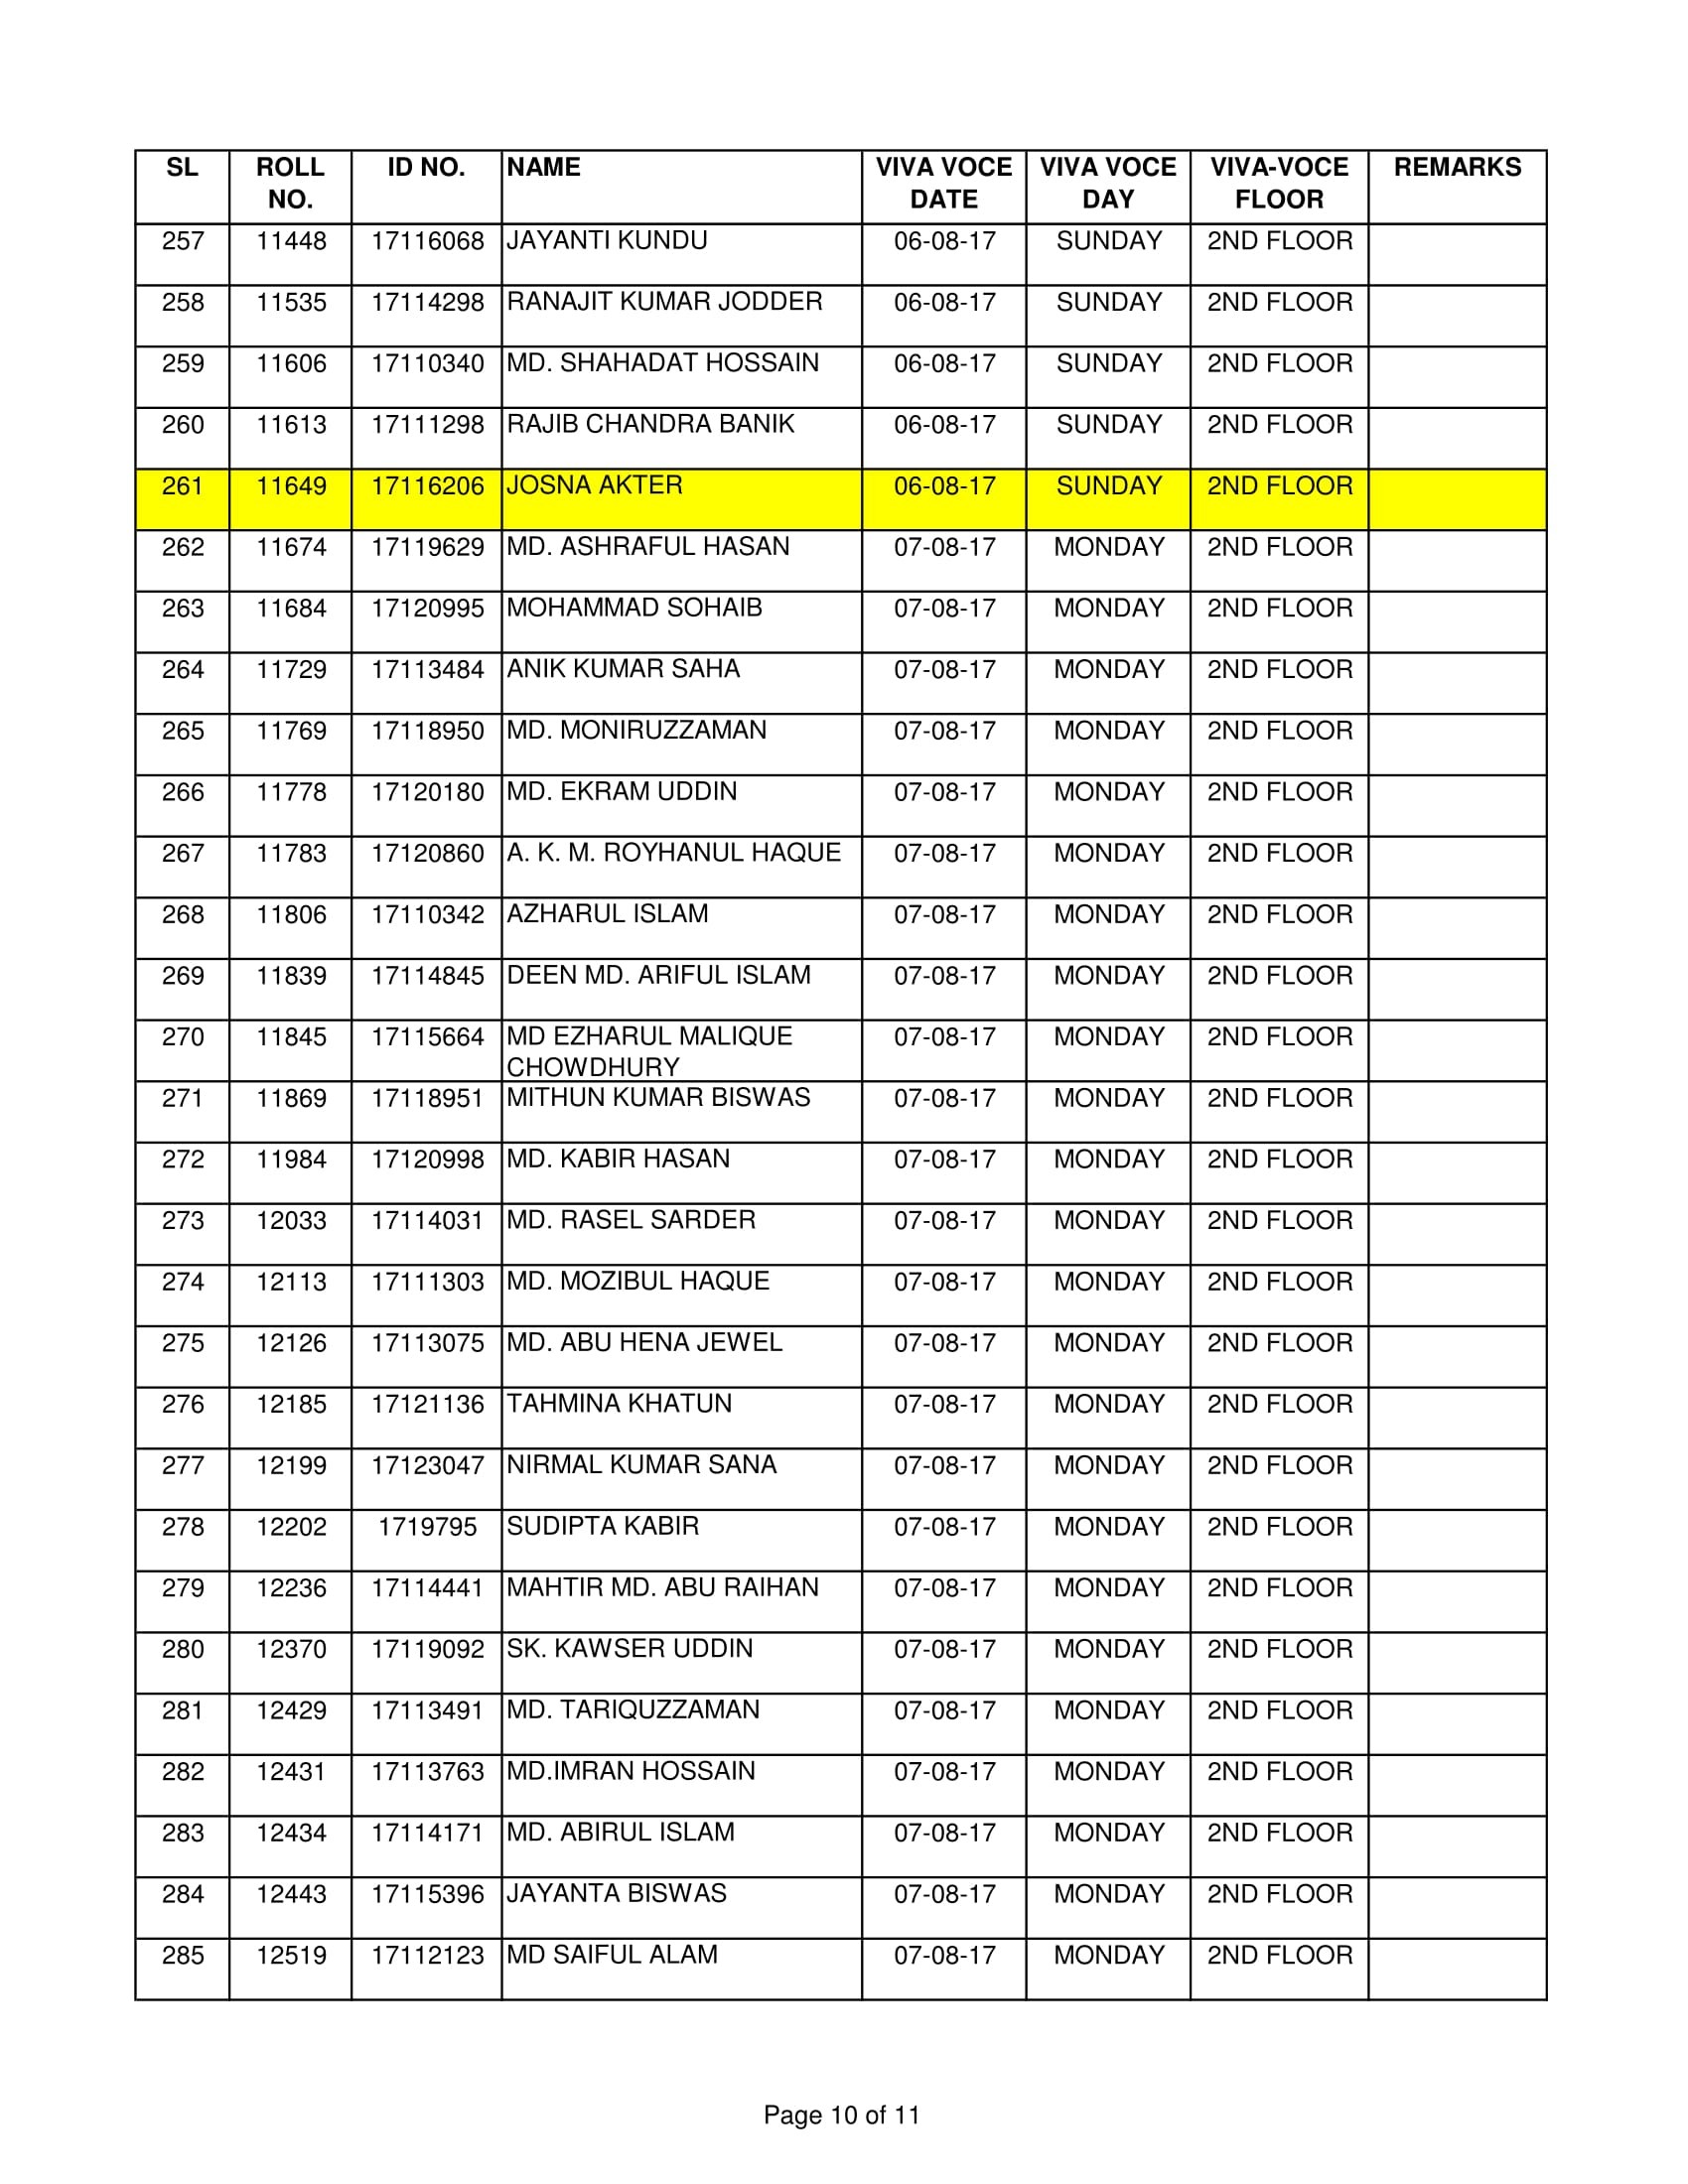 SL ROLL NO. ID NO. NAME VIVA VOCE DATE VIVA VOCE DAY VIVA-VOCE FLOOR REMARKS
257 11448 17116068 JAYANTI KUNDU 06-08-17 SUNDAY 2ND FLOOR
258 11535 17114298 RANAJIT KUMAR JODDER 06-08-17 SUNDAY 2ND FLOOR
259 11606 17110340 MD. SHAHADAT HOSSAIN 06-08-17 SUNDAY 2ND FLOOR
260 11613 17111298 RAJIB CHANDRA BANIK 06-08-17 SUNDAY 2ND FLOOR
261 11649 17116206 JOSNA AKTER 06-08-17 SUNDAY 2ND FLOOR
262 11674 17119629 MD. ASHRAFUL HASAN 07-08-17 MONDAY 2ND FLOOR
263 11684 17120995 MOHAMMAD SOHAIB 07-08-17 MONDAY 2ND FLOOR
264 11729 17113484 ANIK KUMAR SAHA 07-08-17 MONDAY 2ND FLOOR
265 11769 17118950 MD. MONIRUZZAMAN 07-08-17 MONDAY 2ND FLOOR
266 11778 17120180 MD. EKRAM UDDIN 07-08-17 MONDAY 2ND FLOOR
267 11783 17120860 A. K. M. ROYHANUL HAQUE 07-08-17 MONDAY 2ND FLOOR
268 11806 17110342 AZHARUL ISLAM 07-08-17 MONDAY 2ND FLOOR
269 11839 17114845 DEEN MD. ARIFUL ISLAM 07-08-17 MONDAY 2ND FLOOR
270 11845 17115664 MD EZHARUL MALIQUE CHOWDHURY 07-08-17 MONDAY 2ND FLOOR
271 11869 17118951 MITHUN KUMAR BISWAS 07-08-17 MONDAY 2ND FLOOR
272 11984 17120998 MD. KABIR HASAN 07-08-17 MONDAY 2ND FLOOR
273 12033 17114031 MD. RASEL SARDER 07-08-17 MONDAY 2ND FLOOR
274 12113 17111303 MD. MOZIBUL HAQUE 07-08-17 MONDAY 2ND FLOOR
275 12126 17113075 MD. ABU HENA JEWEL 07-08-17 MONDAY 2ND FLOOR
276 12185 17121136 TAHMINA KHATUN 07-08-17 MONDAY 2ND FLOOR
277 12199 17123047 NIRMAL KUMAR SANA 07-08-17 MONDAY 2ND FLOOR
278 12202 1719795 SUDIPTA KABIR 07-08-17 MONDAY 2ND FLOOR
279 12236 17114441 MAHTIR MD. ABU RAIHAN 07-08-17 MONDAY 2ND FLOOR
280 12370 17119092 SK. KAWSER UDDIN 07-08-17 MONDAY 2ND FLOOR
281 12429 17113491 MD. TARIQUZZAMAN 07-08-17 MONDAY 2ND FLOOR
282 12431 17113763 MD.IMRAN HOSSAIN 07-08-17 MONDAY 2ND FLOOR
283 12434 17114171 MD. ABIRUL ISLAM 07-08-17 MONDAY 2ND FLOOR
284 12443 17115396 JAYANTA BISWAS 07-08-17 MONDAY 2ND FLOOR
285 12519 17112123 MD SAIFUL ALAM 07-08-17 MONDAY 2ND FLOOR
Page 10 of 11